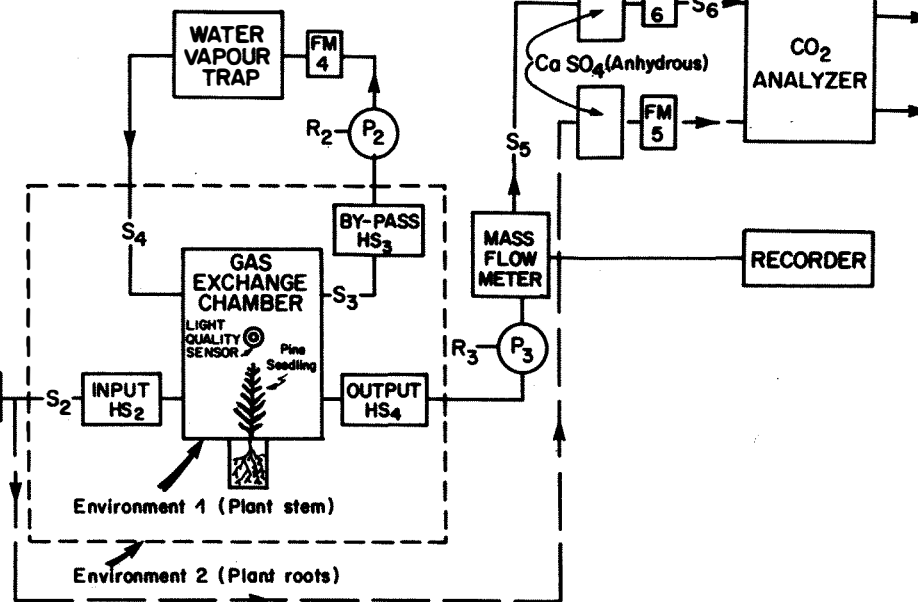 WATER
VAPOUR
TRAP
FM
4
6
S6
CO2
ANALYZER
Ca SO4 (Anhydrous)
R2
P2
FM
5
S5
S4
BY-PASS
HS3
MASS
FLOW
METER
RECORDER
GAS
EXCHANGE
CHAMBER
S3
LIGHT
QUALITY
SENSOR
Pine
Seedling
R3
P3
S2
INPUT
HS2
OUTPUT
HS4
Environment 1 (Plant stem)
Environment 2 (Plant roots)